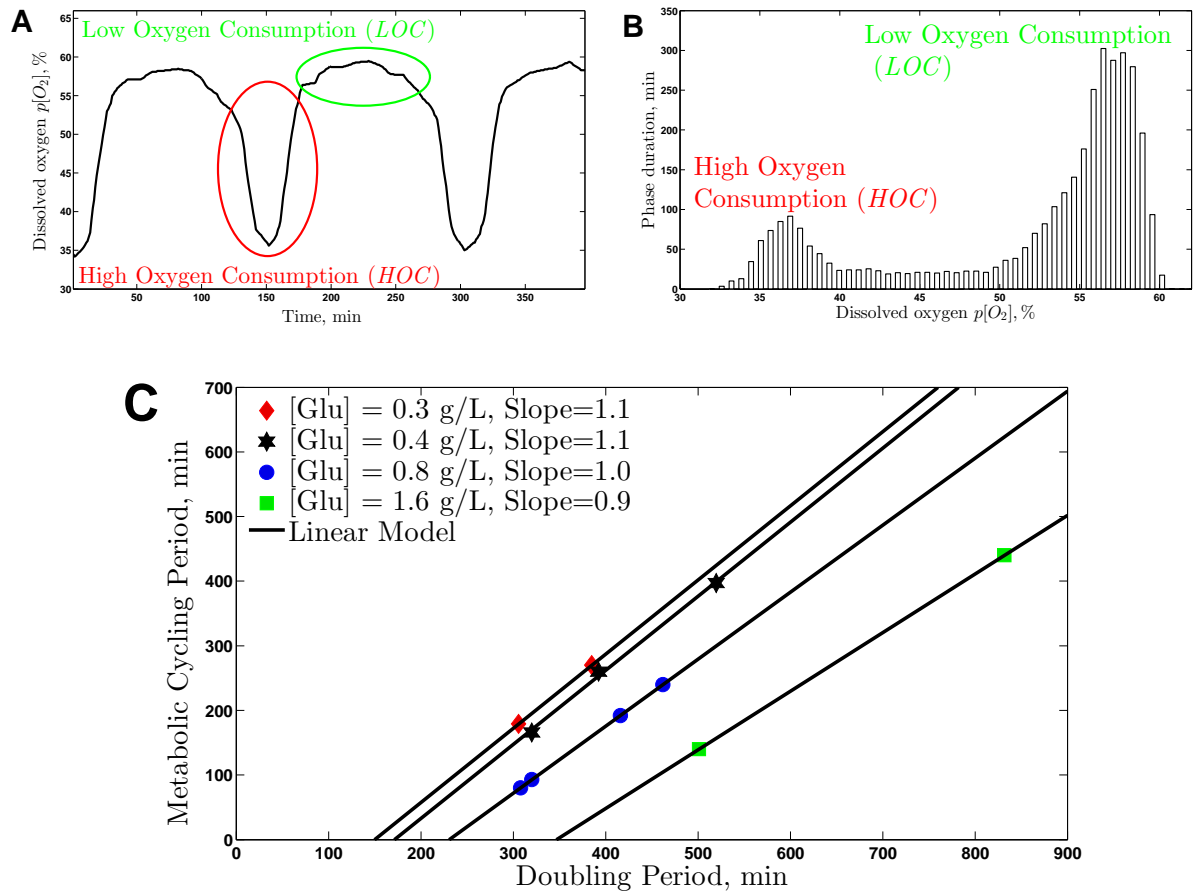 A
Low Oxygen Consumption (LOC)
65
60
55
50
45
40
35
30
Dissolved oxygen p[O₂], %
High Oxygen Consumption (HOC)
50
100
150
200
250
300
350
Time, min
B
Low Oxygen Consumption
(LOC)
350
300
250
200
150
100
50
0
Phase duration, min
High Oxygen
Consumption (HOC)
30
35
40
45
50
55
60
Dissolved oxygen p[O₂], %
C
700
600
500
400
300
200
100
0
Metabolic Cycling Period, min
[Glu] = 0.3 g/L, Slope=1.1
[Glu] = 0.4 g/L, Slope=1.1
[Glu] = 0.8 g/L, Slope=1.0
[Glu] = 1.6 g/L, Slope=0.9
Linear Model
0
100
200
300
400
500
600
700
800
900
Doubling Period, min